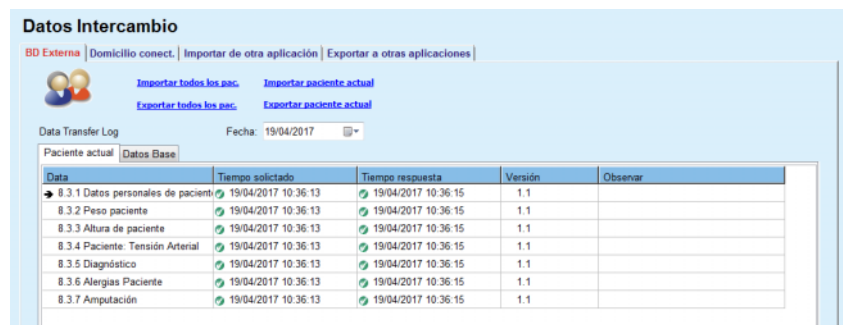 Datos Intercambio
BD Externa Domicilio conect. Importar de otra aplicación Exportar a otras aplicaciones
Importar todos los pac. Importar paciente actual
Exportar todos los pac. Exportar paciente actual
Data Transfer Log Fecha: 19/04/2017
Paciente actual Datos Base
Data Tiempo solictado Tiempo respuesta Versión Observar
8.3.1 Datos personales de pacient 19/04/2017 10:36:13 19/04/2017 10:36:15 1.1
8.3.2 Peso paciente 19/04/2017 10:36:13 19/04/2017 10:36:15 1.1
8.3.3 Altura de paciente 19/04/2017 10:36:13 19/04/2017 10:36:15 1.1
8.3.4 Paciente: Tensión Arterial 19/04/2017 10:36:13 19/04/2017 10:36:15 1.1
8.3.5 Diagnóstico 19/04/2017 10:36:13 19/04/2017 10:36:15 1.1
8.3.6 Alergias Paciente 19/04/2017 10:36:13 19/04/2017 10:36:15 1.1
8.3.7 Amputación 19/04/2017 10:36:13 19/04/2017 10:36:15 1.1